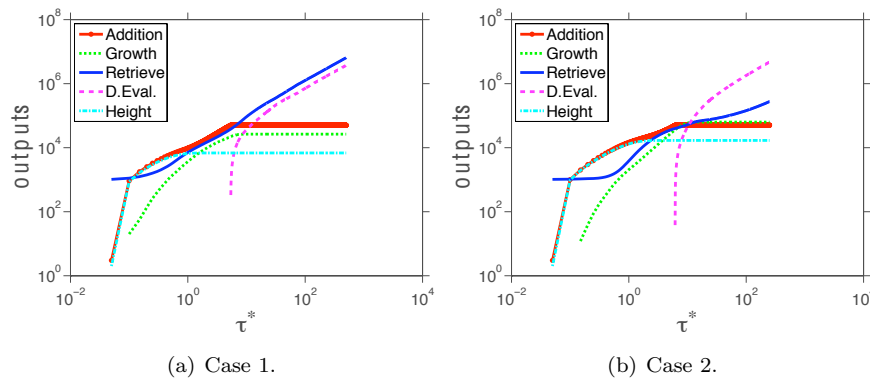 10^8
10^6
10^4
10^2
10^0
outputs
Addition
Growth
Retrieve
D.Eval.
Height
10^-2
10^0
10^2
10^4
τ*
(a) Case 1.
10^8
10^6
10^4
10^2
10^0
outputs
Addition
Growth
Retrieve
D.Eval.
Height
10^-2
10^0
10^2
10
τ*
(b) Case 2.